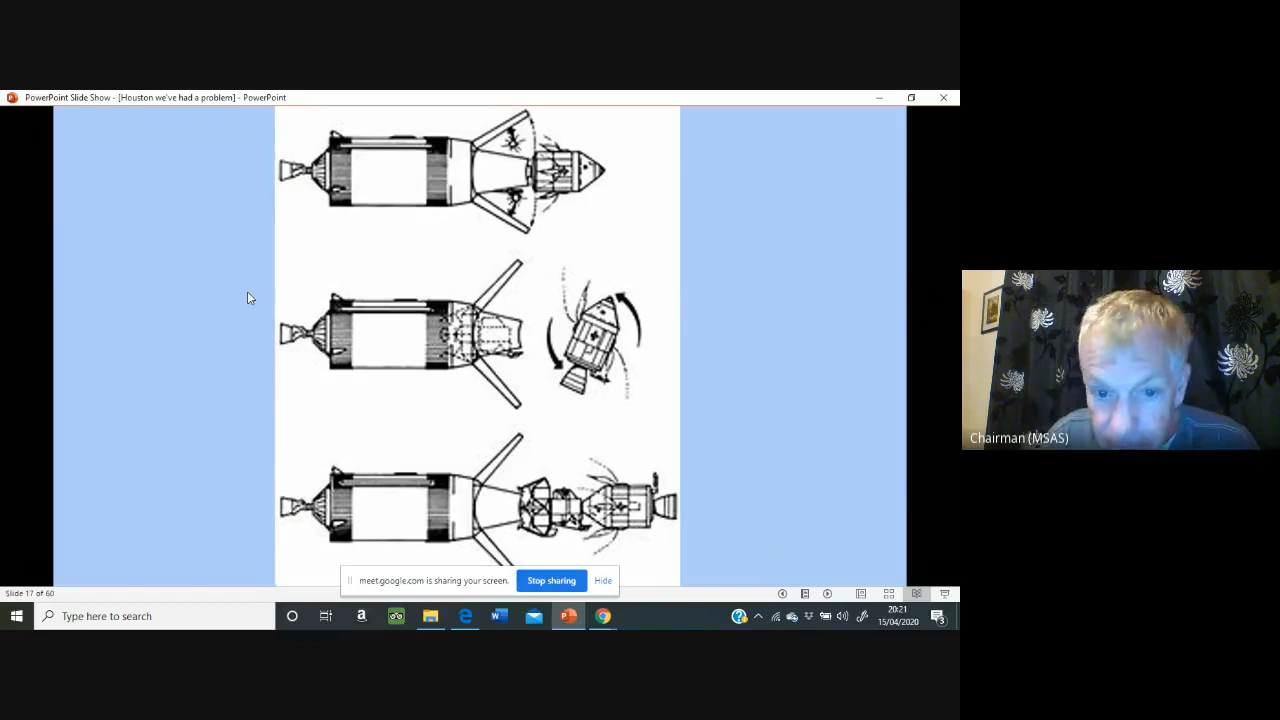 PowerPoint Slide Show - [Houston we've had a problem] - PowerPoint
Chairman (MSAS)
meet.google.com is sharing your screen.
Stop sharing
Hide
Slide 17 of 60
Type here to search
20:21
15/04/2020
3